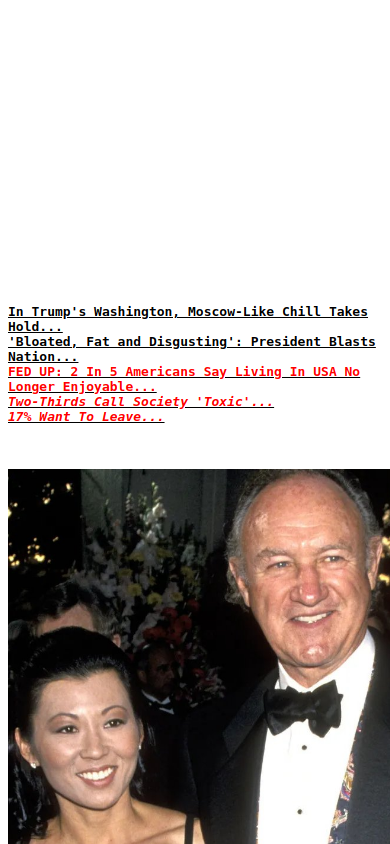 In Trump's Washington, Moscow-Like Chill Takes
Hold...
'Bloated, Fat and Disgusting': President Blasts
Nation...
FED UP: 2 In 5 Americans Say Living In USA No
Longer Enjoyable...
Two-Thirds Call Society 'Toxic'...
17% Want To Leave...